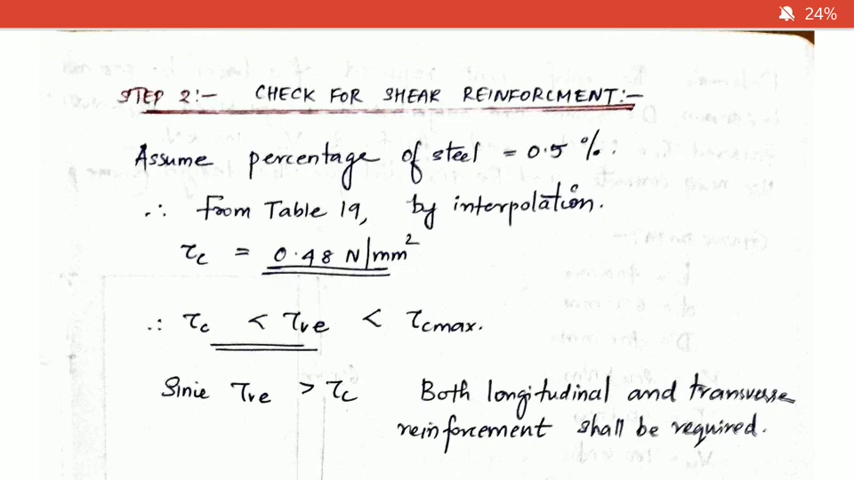 24%
STEP 2:- CHECK FOR SHEAR REINFORCMENT:-
Assume percentage of steel = 0.5 %.
∴ from Table 19, by interpolation.
τc = 0.48 N/mm²
∴ τc < τve < τcmax.
Sinie τve > τc Both longitudinal and transverse
reinforcement shall be required.